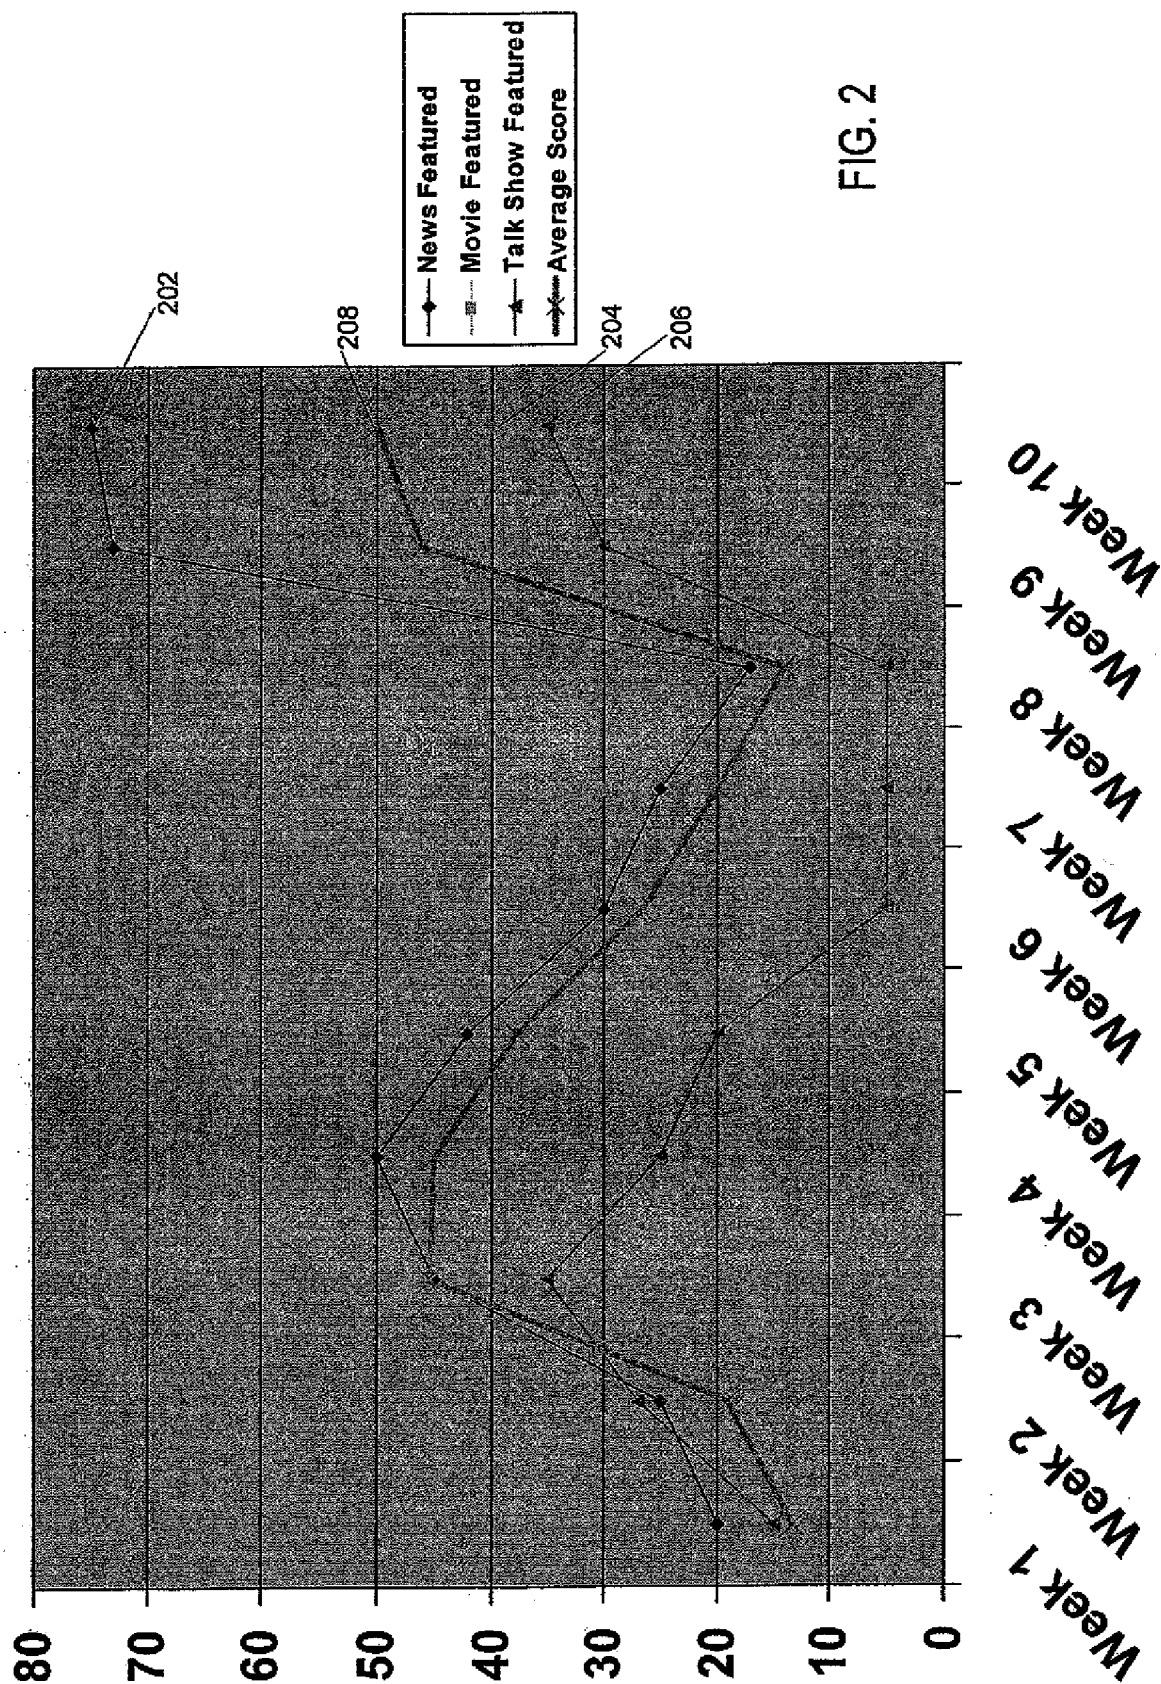 80
70
60
50
40
30
20
10
0
Week 1
Week 2
Week 3
Week 4
Week 5
Week 6
Week 7
Week 8
Week 9
Week 10
202
208
204
206
News Featured
Movie Featured
Talk Show Featured
Average Score
FIG. 2